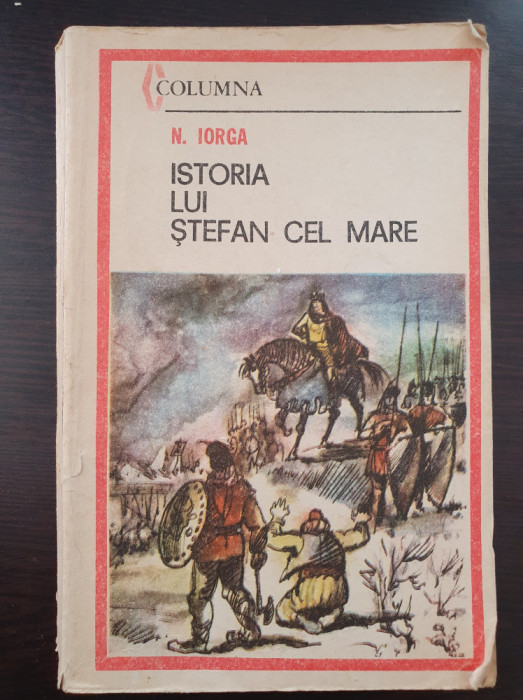 COLUMNA
N. IORGA
ISTORIA
LUI
ŞTEFAN CEL MARE